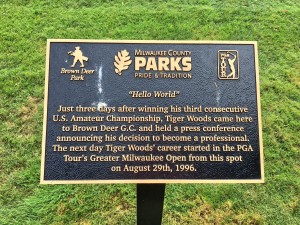 MILWAUKEE COUNTY
PARKS
PRIDE & TRADITION
Brown Deer
Park
PGA TOUR
"Hello World"
Just three days after winning his third consecutive
U.S. Amateur Championship, Tiger Woods came here
to Brown Deer G.C. and held a press conference
announcing his decision to become a professional.
The next day Tiger Woods' career started in the PGA
Tour's Greater Milwaukee Open from this spot
on August 29th, 1996.